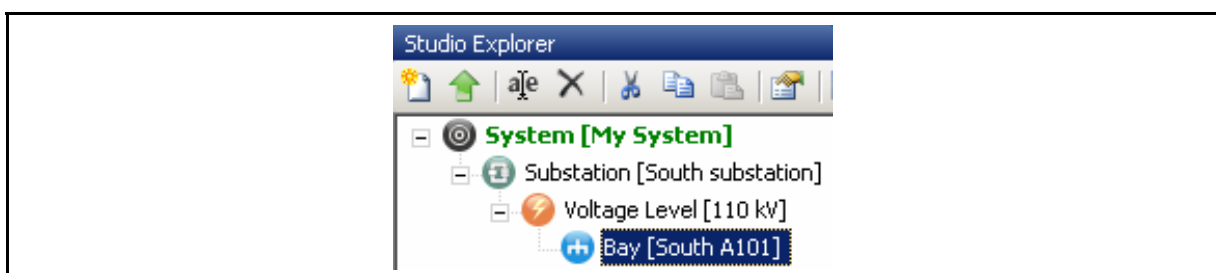 Studio Explorer
System [My System]
Substation [South substation]
Voltage Level [110 kV]
Bay [South A101]